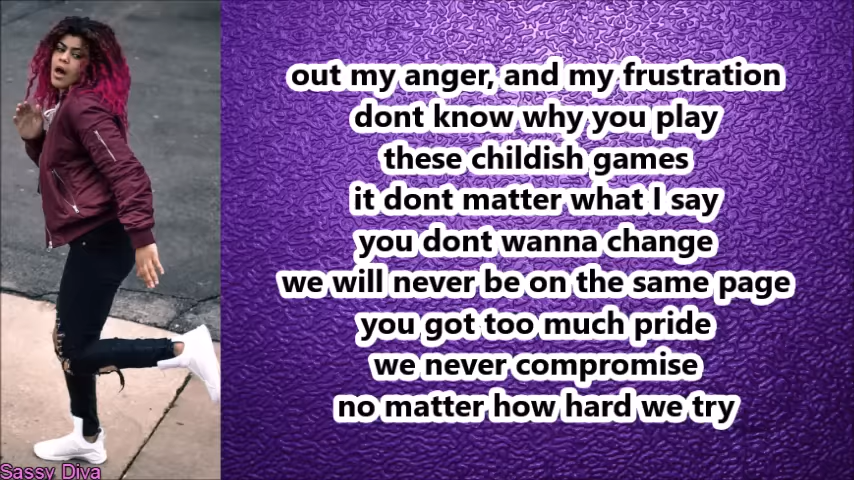 out my anger, and my frustration
dont know why you play
these childish games
it dont matter what I say
you dont wanna change
we will never be on the same page
you got too much pride
we never compromise
no matter how hard we try
Sassy Diva